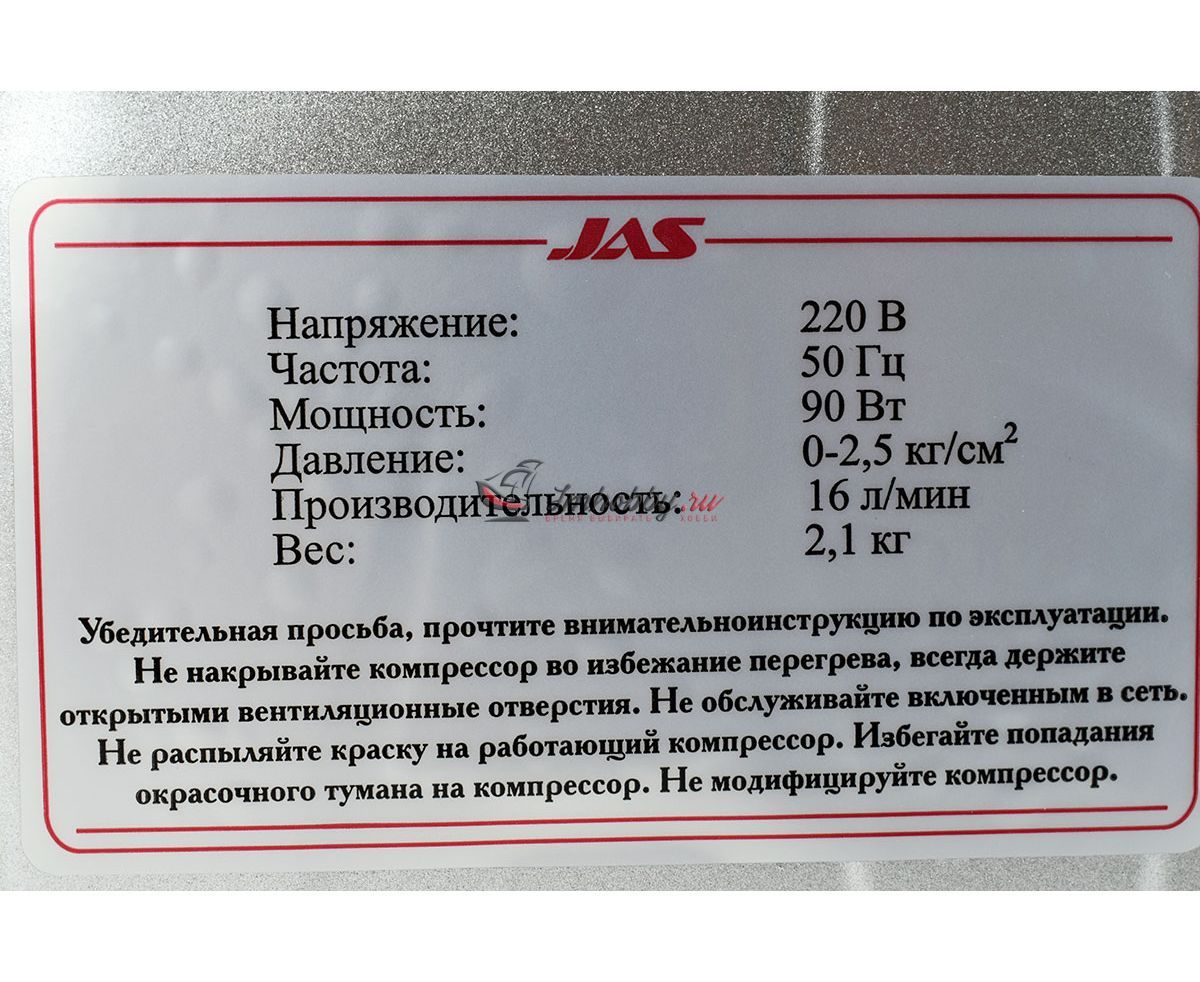 JAS
Напряжение: 220 В
Частота: 50 Гц
Мощность: 90 Вт
Давление: 0-2,5 кг/см²
Производительность: 16 л/мин
Вес: 2,1 кг
Убедительная просьба, прочтите внимательноинструкцию по эксплуатации.
Не накрывайте компрессор во избежание перегрева, всегда держите
открытыми вентиляционные отверстия. Не обслуживайте включенным в сеть.
Не распыляйте краску на работающий компрессор. Избегайте попадания
окрасочного тумана на компрессор. Не модифицируйте компрессор.